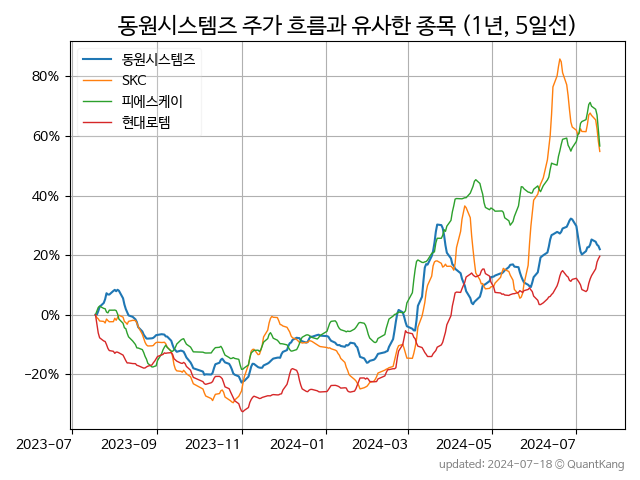 동원시스템즈 주가 흐름과 유사한 종목 (1년, 5일선)
동원시스템즈
SKC
피에스케이
현대로템
80%
60%
40%
20%
0%
−20%
2023-07
2023-09
2023-11
2024-01
2024-03
2024-05
2024-07
updated: 2024-07-18 © QuantKang